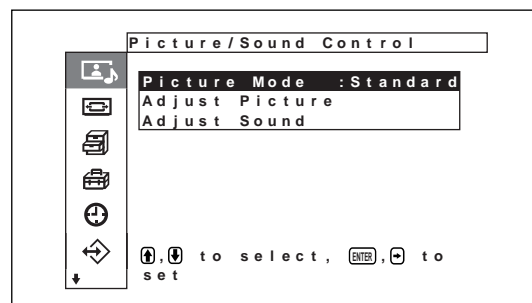 Picture/Sound Control
Picture Mode :Standard
Adjust Picture
Adjust Sound
⬆,⬇ to select, ENTER,➡ to
set